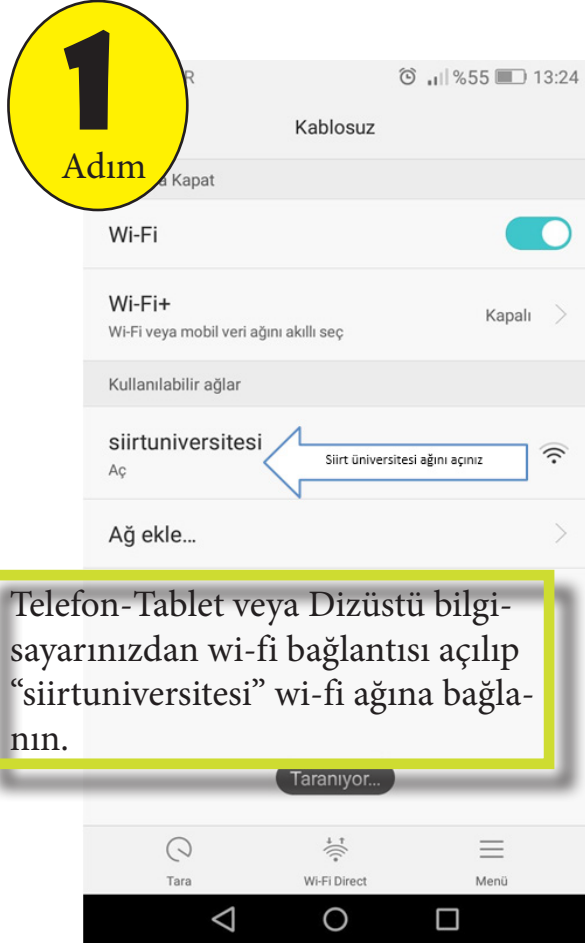 1
Adım
R
%55 13:24
Kablosuz
Kapat
Wi-Fi
Wi-Fi+
Wi-Fi veya mobil veri ağını akıllı seç
Kapalı
Kullanılabilir ağlar
siirtuniversitesi
Aç
Siirt üniversitesi ağını açınız
Ağ ekle...
Telefon-Tablet veya Dizüstü bilgi-
sayarınızdan wi-fi bağlantısı açılıp
“siirtuniversitesi” wi-fi ağına bağla-
nın.
Taranıyor...
Tara
Wi-Fi Direct
Menü